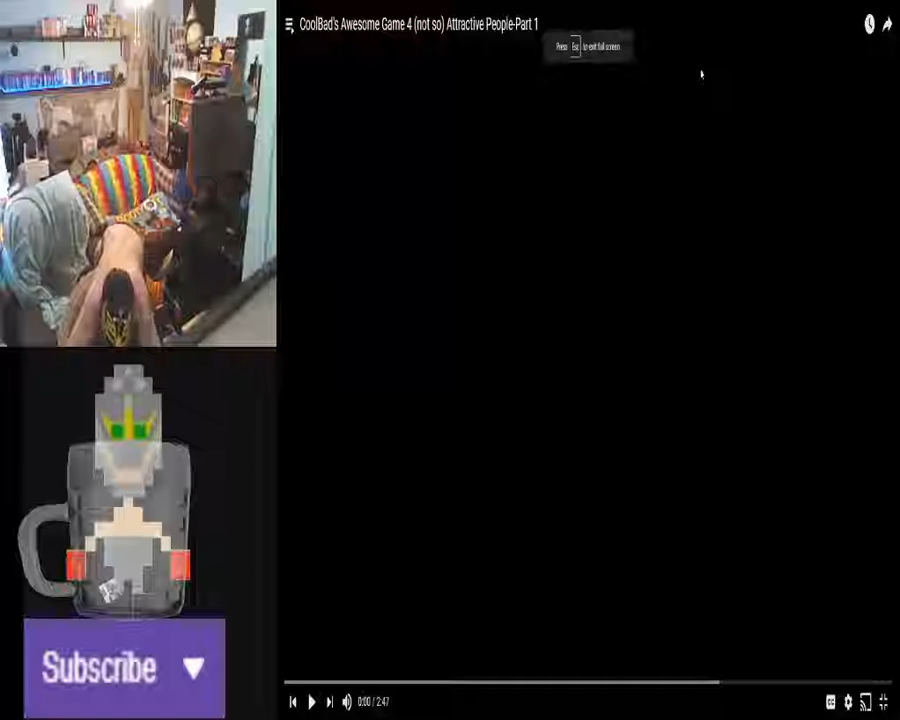 CoolBad's Awesome Game 4 (not so) Attractive People-Part 1
Press Esc to exit full screen
Subscribe
0:00 / 2:47